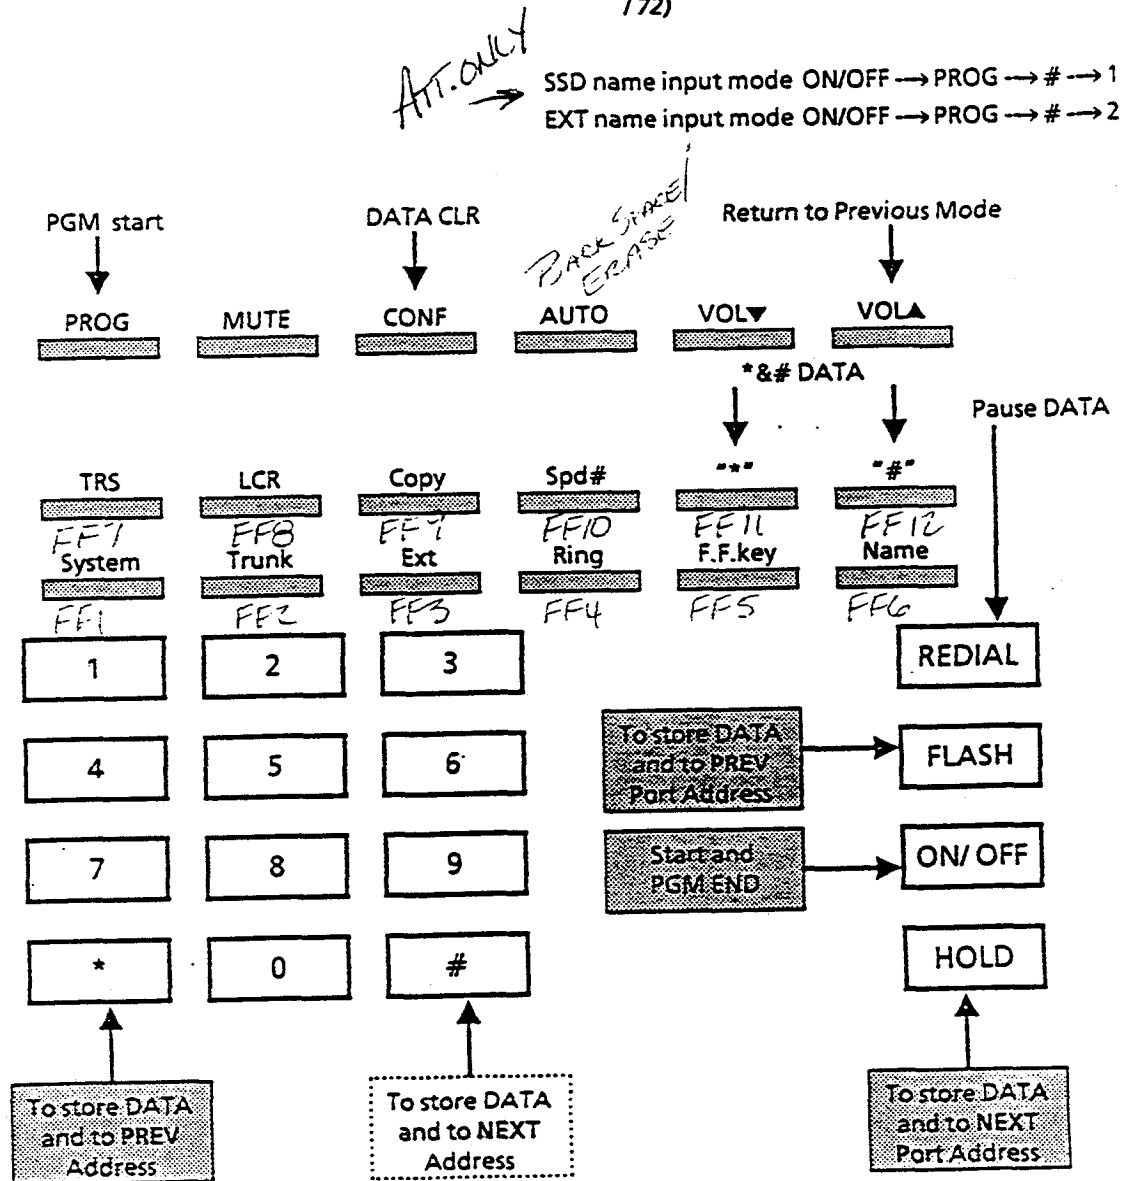 172)
ATT. ONLY
SSD name input mode ON/OFF → PROG → # → 1
EXT name input mode ON/OFF → PROG → # → 2
PGM start
DATA CLR
BACK SPACE/
ERASE
Return to Previous Mode
PROG MUTE CONF AUTO VOL▼ VOL▲
*&# DATA
Pause DATA
TRS LCR Copy Spd# "*" "#"
FF7 FF8 FF9 FF10 FF11 FF12
System Trunk Ext Ring F.F.key Name
FF1 FF2 FF3 FF4 FF5 FF6
1 2 3 REDIAL
To store DATA
and to PREV
Port Address
4 5 6 FLASH
Start and
PGM END
7 8 9 ON/ OFF
* 0 # HOLD
To store DATA
and to PREV
Address
To store DATA
and to NEXT
Address
To store DATA
and to NEXT
Port Address